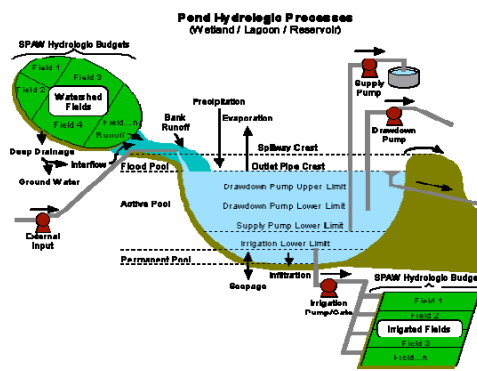 Pond Hydrologic Processes
(Wetland / Lagoon / Reservoir)
SPAW Hydrologic Budgets
Field 1
Field 2
Field 3
Watershed
Fields
Field 4
Field...n
Runoff
Deep Drainage
Interflow
Ground Water
Bank
Runoff
Precipitation
Evaporation
Supply
Pump
Drawdown
Pump
Spillway Crest
Flood Pool
Outlet Pipe Crest
Drawdown Pump Upper Limit
Active Pool
Drawdown Pump Lower Limit
Supply Pump Lower Limit
External
Input
Irrigation Lower Limit
Permanent Pool
Infiltration
Seepage
Irrigation
Pump/Gate
SPAW Hydrologic Budge
Field 1
Field 2
Irrigated Fields
Field 3
Field...n